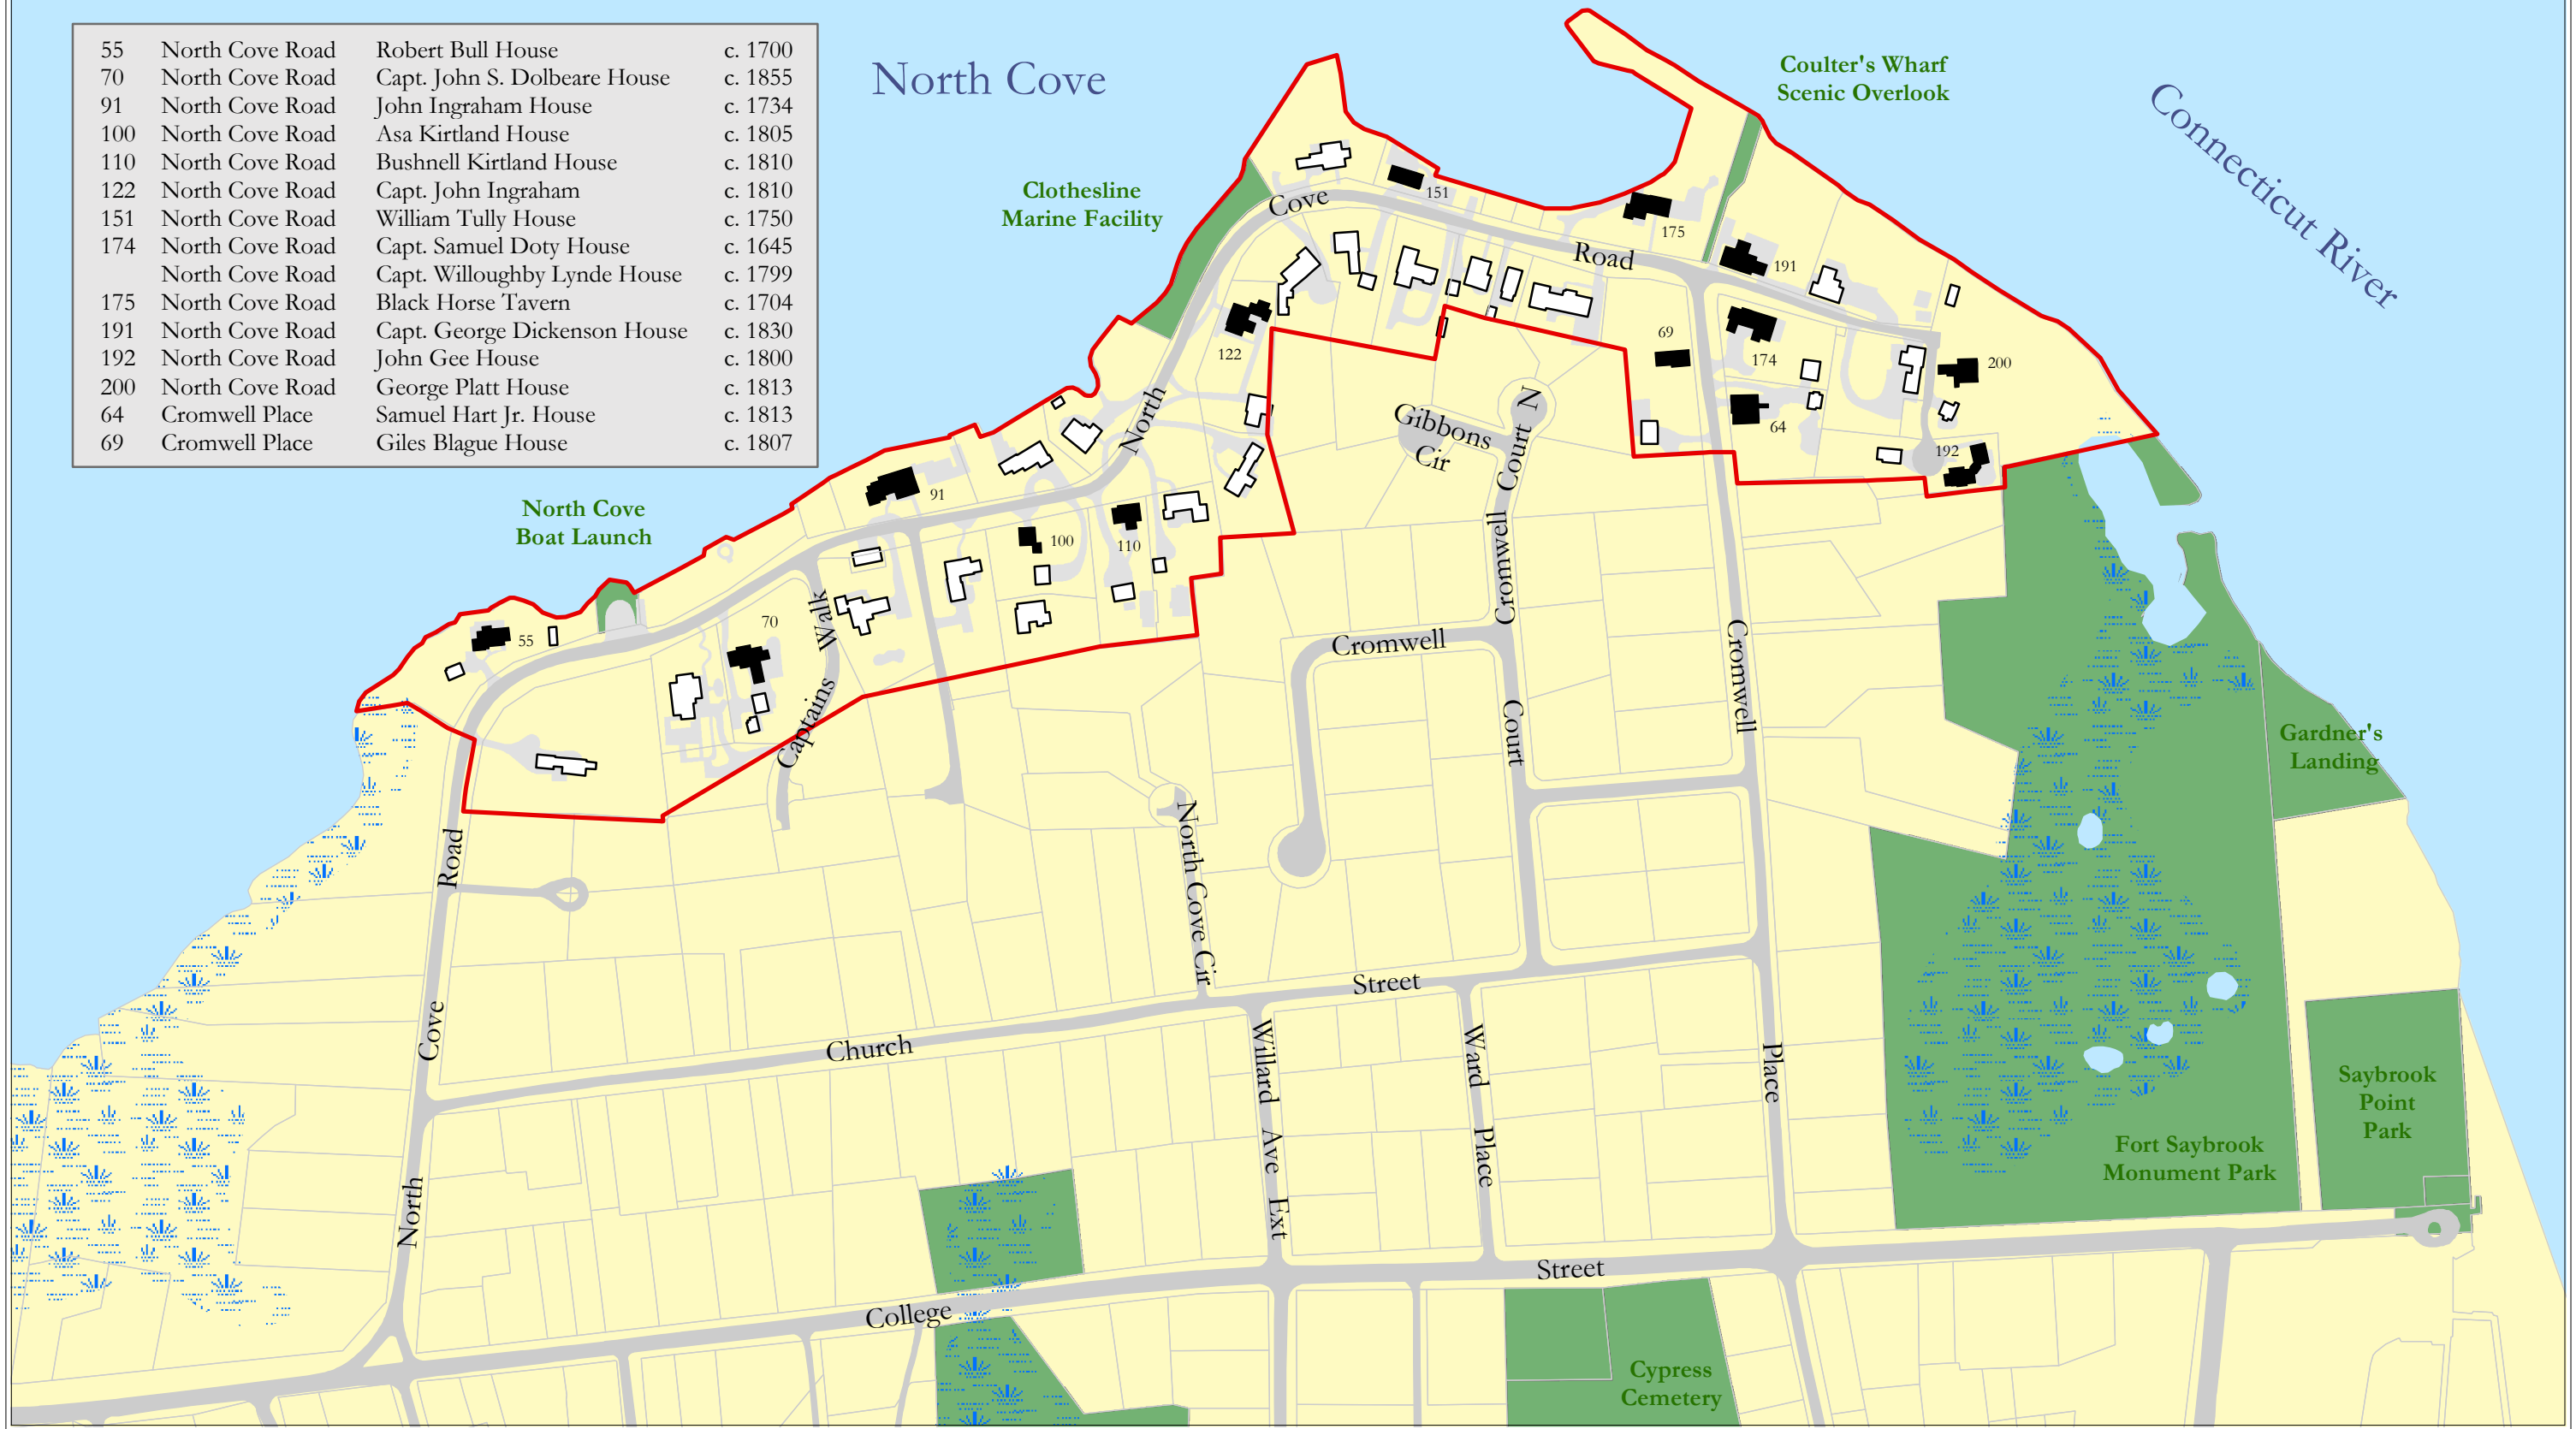 55 North Cove Road Robert Bull House c. 1700
70 North Cove Road Capt. John S. Dolbeare House c. 1855
91 North Cove Road John Ingraham House c. 1734
100 North Cove Road Asa Kirtland House c. 1805
110 North Cove Road Bushnell Kirtland House c. 1810
122 North Cove Road Capt. John Ingraham c. 1810
151 North Cove Road William Tully House c. 1750
174 North Cove Road Capt. Samuel Doty House c. 1645
North Cove Road Capt. Willoughby Lynde House c. 1799
175 North Cove Road Black Horse Tavern c. 1704
191 North Cove Road Capt. George Dickenson House c. 1830
192 North Cove Road John Gee House c. 1800
200 North Cove Road George Platt House c. 1813
64 Cromwell Place Samuel Hart Jr. House c. 1813
69 Cromwell Place Giles Blague House c. 1807
North Cove
Coulter's Wharf
Scenic Overlook
Connecticut River
Clothesline
Marine Facility
North Cove
Boat Launch
151
175
191
122
69
174
200
64
192
91
100
110
70
55
North
Cove
Road
Gibbons
Cir
Cromwell
Court N
Captains
Walk
Cromwell
Court
Cromwell
Place
North Cove Cir
North
Cove
Road
Church
Street
Willard
Ave
Ext
Ward
Place
College
Street
Gardner's
Landing
Saybrook
Point
Park
Fort Saybrook
Monument Park
Cypress
Cemetery